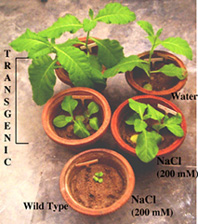 TRANSGENIC
Water
NaCl
(200 mM)
Wild Type
NaCl
(200 mM)